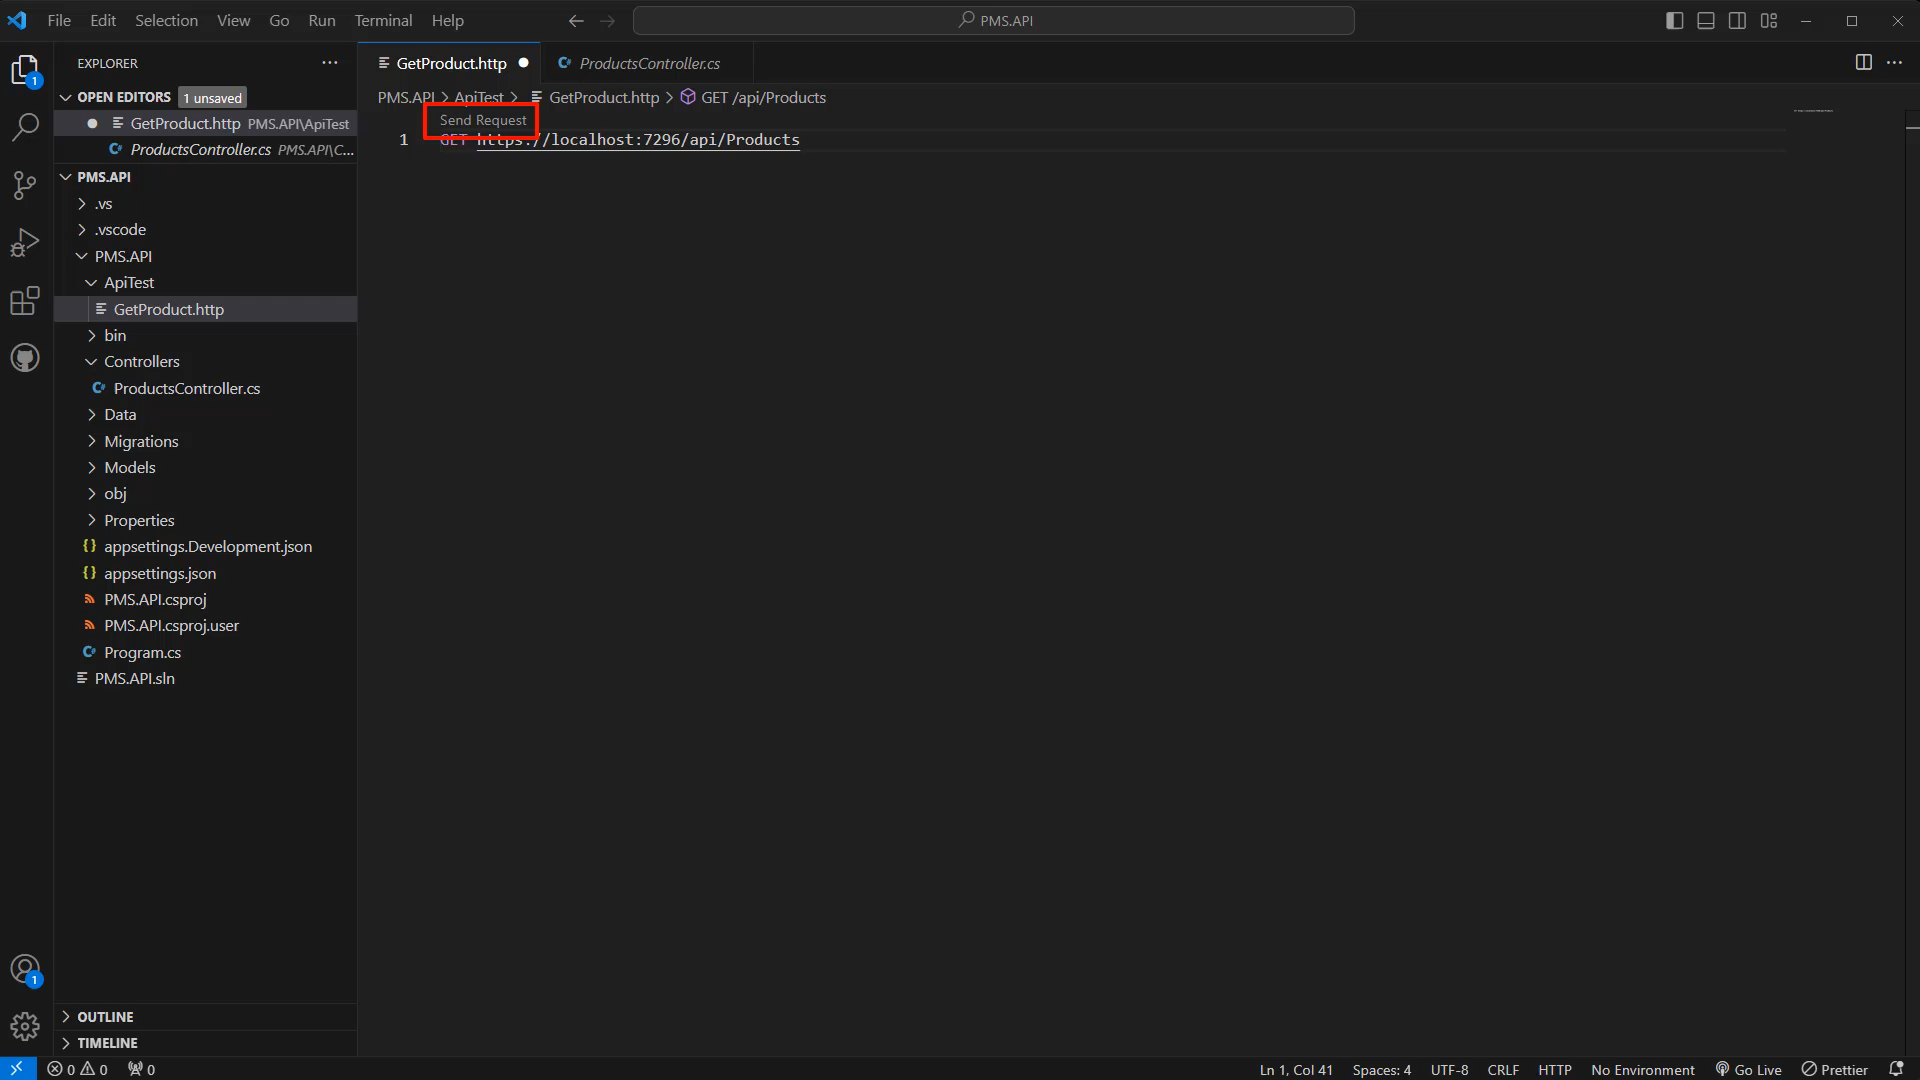 File Edit Selection View Go Run Terminal Help
PMS.API
EXPLORER
1
OPEN EDITORS 1 unsaved
GetProduct.http PMS.API\ApiTest
ProductsController.cs PMS.API\C...
PMS.API
.vs
.vscode
PMS.API
ApiTest
GetProduct.http
bin
Controllers
ProductsController.cs
Data
Migrations
Models
obj
Properties
appsettings.Development.json
appsettings.json
PMS.API.csproj
PMS.API.csproj.user
Program.cs
PMS.API.sln
1
OUTLINE
TIMELINE
GetProduct.http ProductsController.cs
PMS.API > ApiTest > GetProduct.http > GET /api/Products
Send Request
1 GET https://localhost:7296/api/Products
0 0 0 Ln 1, Col 41 Spaces: 4 UTF-8 CRLF HTTP No Environment Go Live Prettier